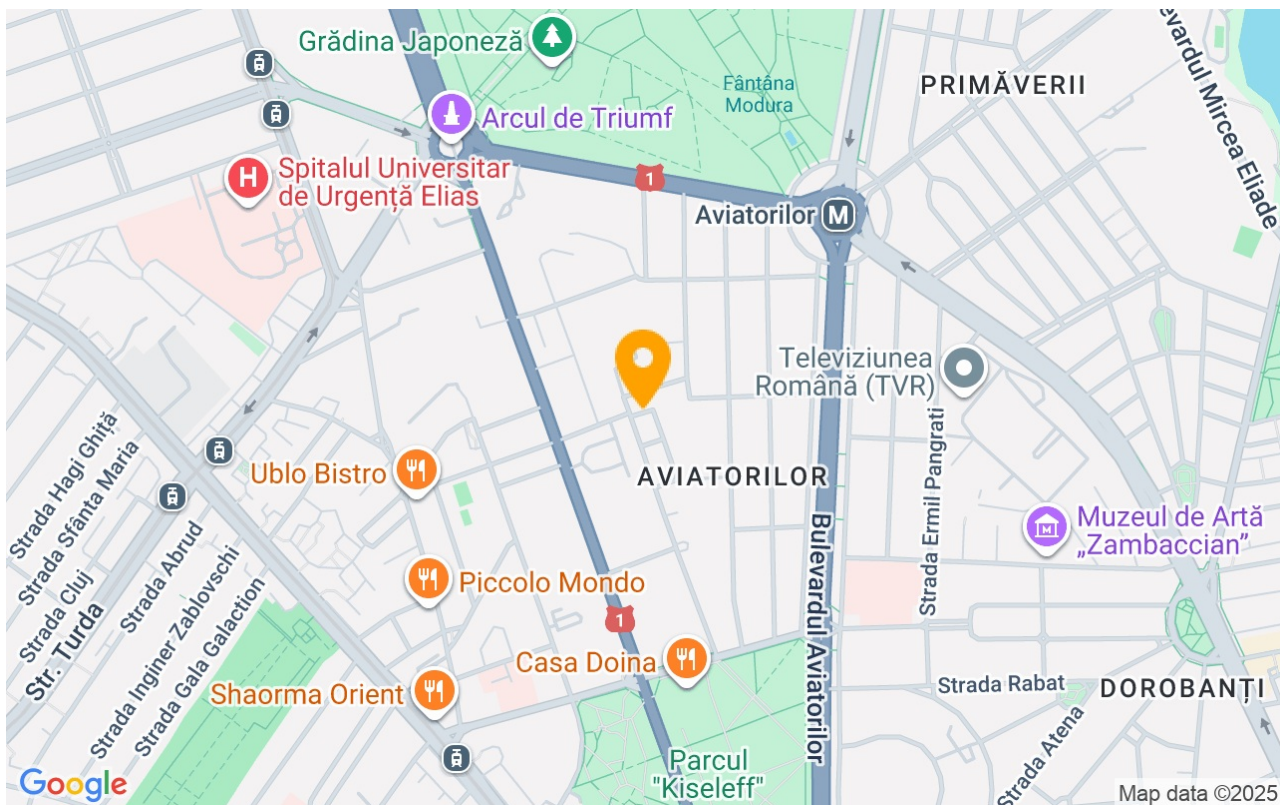 Grădina Japoneză
Fântâna
Modura
PRIMĂVERII
evardul Mircea Eliade
Arcul de Triumf
H
Spitalul Universitar
de Urgență Elias
1
Aviatorilor
M
Televiziunea
Română (TVR)
Ublo Bistro
AVIATORILOR
Strada Hagi Ghiță
Strada Sfânta Maria
Strada Cluj
Str. Turda
Strada Abrud
Strada Inginer Zablovschi
Strada Gala Galaction
Strada Ermil Pangrati
Bulevardul Aviatorilor
Muzeul de Artă
„Zambaccian”
Piccolo Mondo
1
Casa Doina
Shaorma Orient
Strada Rabat
DOROBANȚI
Strada Atena
Parcul
"Kiseleff"
Google
Map data ©2025